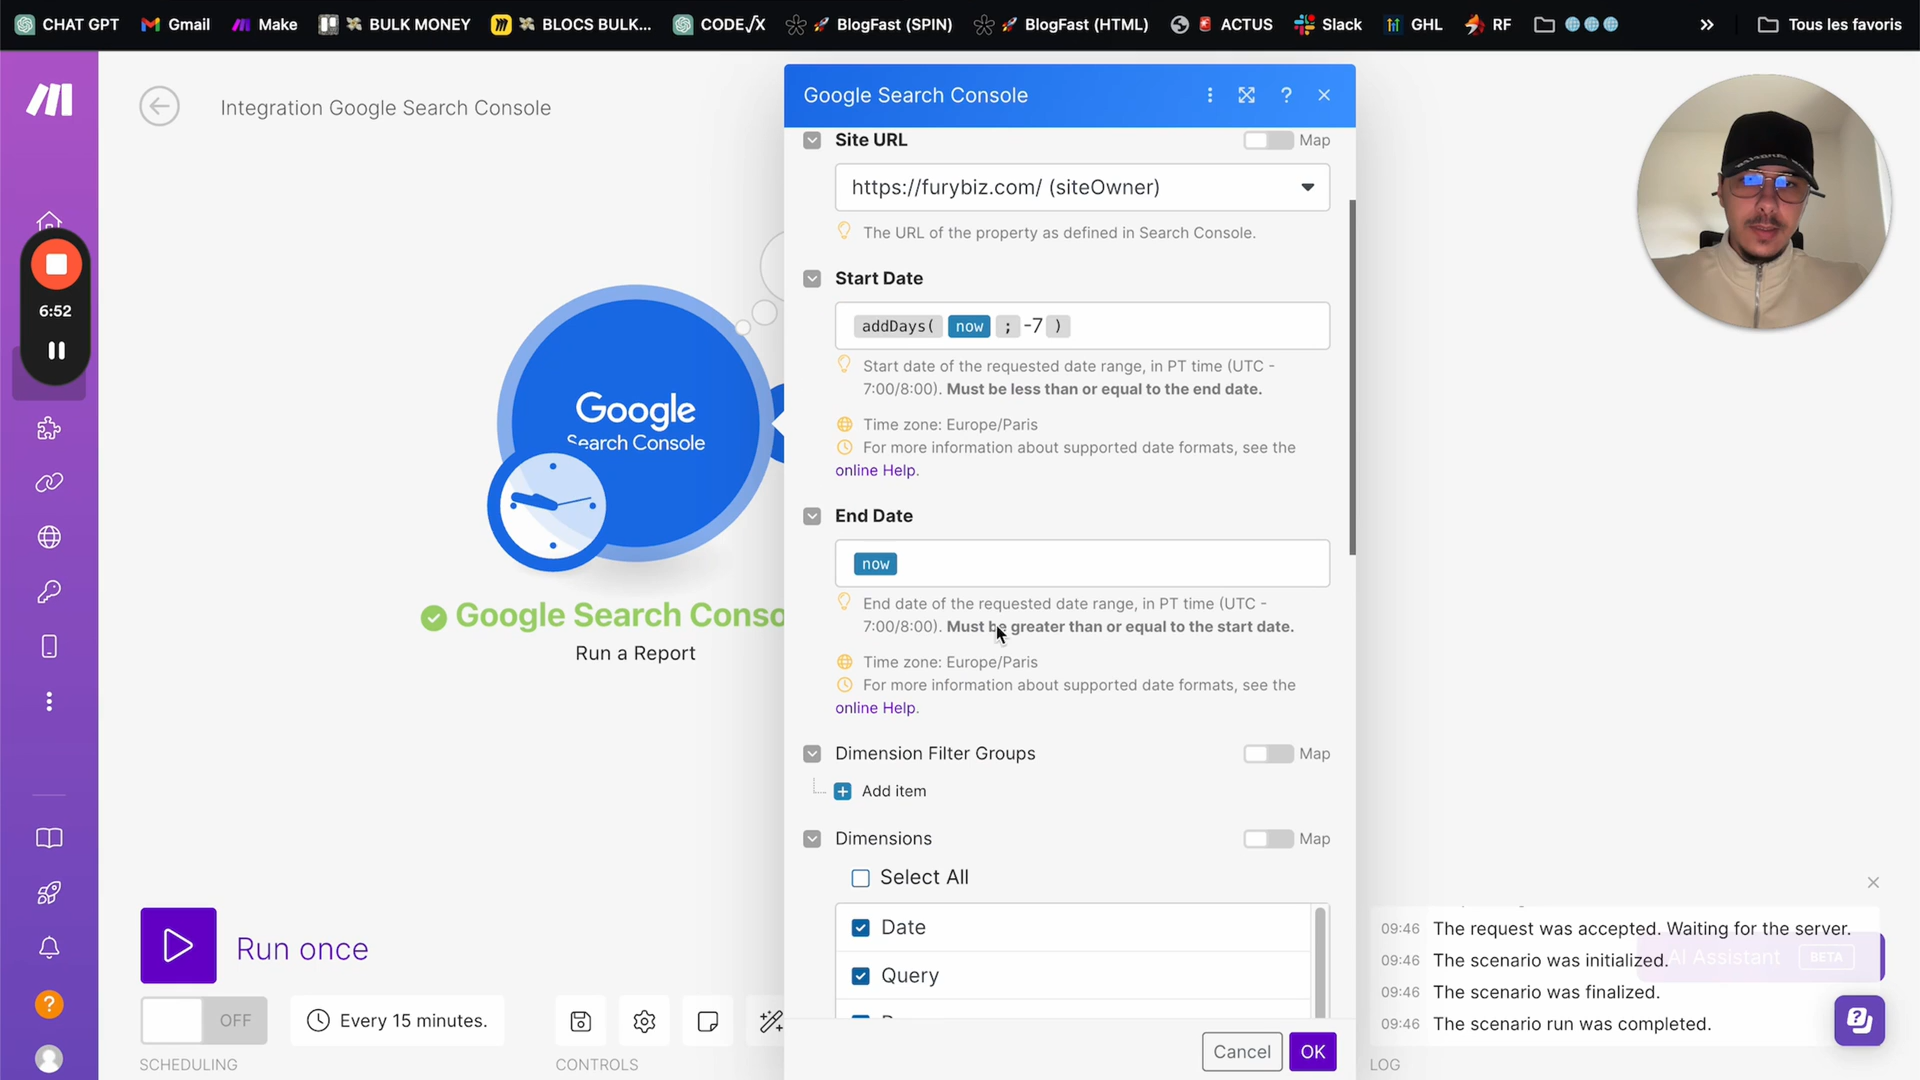 CHAT GPT
Gmail
Make
BULK MONEY
BLOCS BULK...
CODE√X
BlogFast (SPIN)
BlogFast (HTML)
ACTUS
Slack
GHL
RF
Tous les favoris
Integration Google Search Console
6:52
Google
Search Console
Google Search Conso
Run a Report
Google Search Console
Site URL
Map
https://furybiz.com/ (siteOwner)
The URL of the property as defined in Search Console.
Start Date
addDays( now ; -7 )
Start date of the requested date range, in PT time (UTC -
7:00/8:00). Must be less than or equal to the end date.
Time zone: Europe/Paris
For more information about supported date formats, see the
online Help.
End Date
now
End date of the requested date range, in PT time (UTC -
7:00/8:00). Must be greater than or equal to the start date.
Time zone: Europe/Paris
For more information about supported date formats, see the
online Help.
Dimension Filter Groups
Map
Add item
Dimensions
Map
Select All
Date
Query
Cancel
OK
Run once
OFF
Every 15 minutes.
SCHEDULING
CONTROLS
09:46 The request was accepted. Waiting for the server.
09:46 The scenario was initialized.
AI Assistant BETA
09:46 The scenario was finalized.
09:46 The scenario run was completed.
LOG